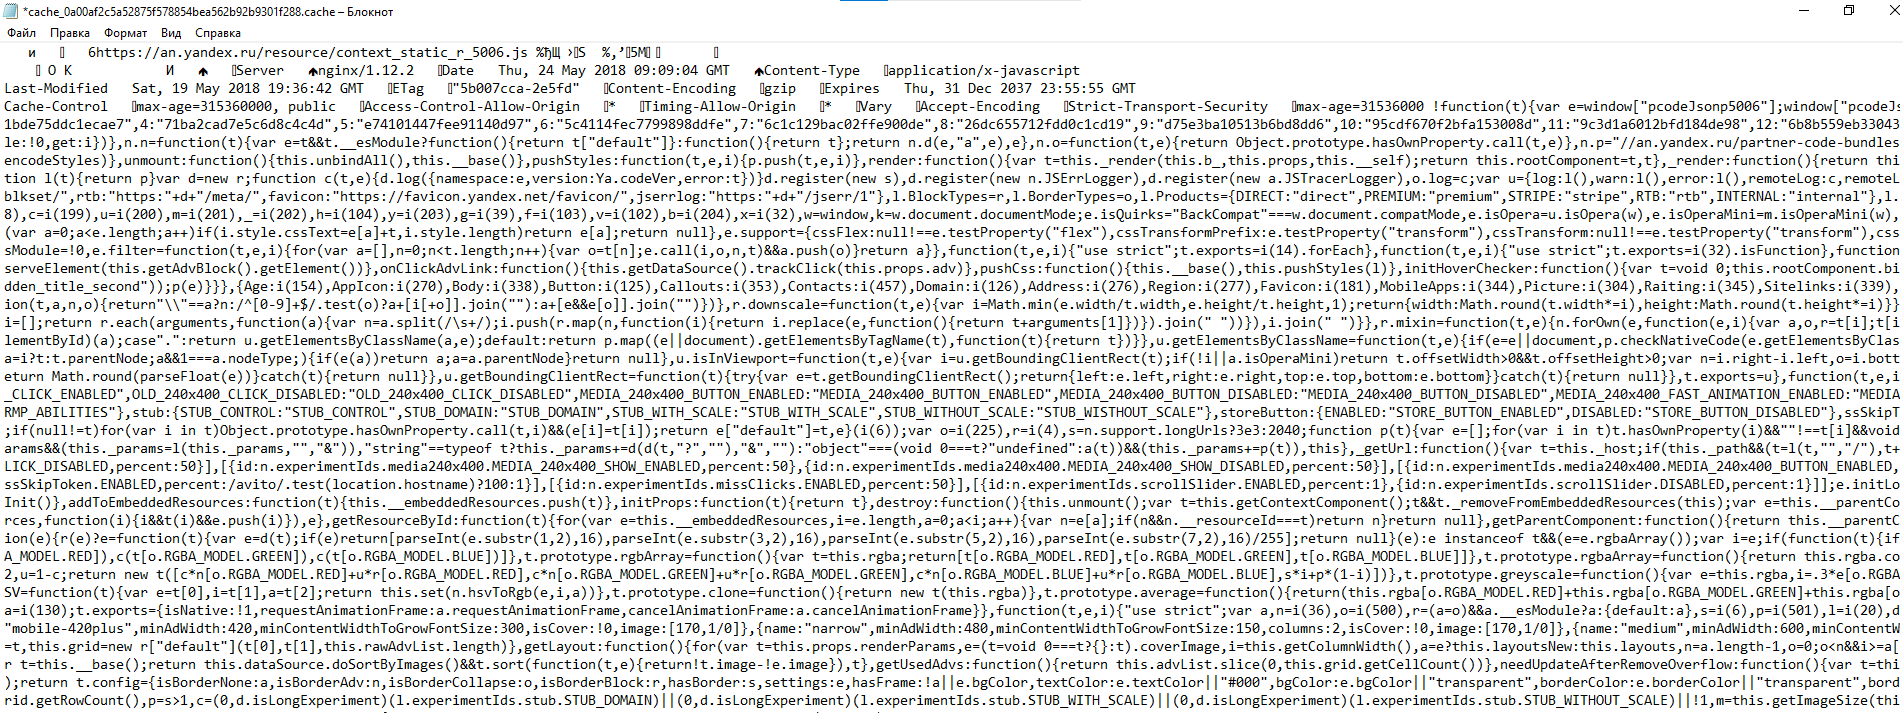 *cache_0a00af2c5a52875f578854bea562b92b9301f288.cache – Блокнот
Файл Правка Формат Вид Справка
и 6https://an.yandex.ru/resource/context_static_r_5006.js %ђЩ ›S %,’5M
O K И Server nginx/1.12.2 Date Thu, 24 May 2018 09:09:04 GMT Content-Type application/x-javascript
Last-Modified Sat, 19 May 2018 19:36:42 GMT ETag "5b007cca-2e5fd" Content-Encoding gzip Expires Thu, 31 Dec 2037 23:55:55 GMT
Cache-Control max-age=315360000, public Access-Control-Allow-Origin * Timing-Allow-Origin * Vary Accept-Encoding Strict-Transport-Security max-age=31536000 !function(t){var e=window["pcodeJsonp5006"];window["pcodeJs
1bde75ddc1ecae7",4:"71ba2cad7e5c6d8c4c4d",5:"e74101447fee91140d97",6:"5c4114fec7799898ddfe",7:"6c1c129bac02ffe900de",8:"26dc655712fdd0c1cd19",9:"d75e3ba10513b6bd8dd6",10:"95cdf670f2bfa153008d",11:"9c3d1a6012bfd184de98",12:"6b8b559eb33043
le:!0,get:i})},n.n=function(t){var e=t&&t.__esModule?function(){return t["default"]}:function(){return t};return n.d(e,"a",e),e},n.o=function(t,e){return Object.prototype.hasOwnProperty.call(t,e)},n.p="//an.yandex.ru/partner-code-bundles
encodeStyles)},unmount:function(){this.unbindAll(),this.__base()},pushStyles:function(t,e,i){p.push(t,e,i)},render:function(){var t=this._render(this.b_,this.props,this.__self);return this.rootComponent=t,t},_render:function(){return thi
tion l(t){return p}var d=new r;function c(t,e){d.log({namespace:e,version:Ya.codeVer,error:t})}d.register(new s),d.register(new n.JSErrLogger),d.register(new a.JSTracerLogger),o.log=c;var u={log:l(),warn:l(),error:l(),remoteLog:c,remoteL
blkset/",rtb:"https:"+d+"/meta/",favicon:"https://favicon.yandex.net/favicon/",jserrlog:"https:"+d+"/jserr/1"},l.BlockTypes=r,l.BorderTypes=o,l.Products={DIRECT:"direct",PREMIUM:"premium",STRIPE:"stripe",RTB:"rtb",INTERNAL:"internal"},l.
8),c=i(199),u=i(200),m=i(201),_=i(202),h=i(104),y=i(203),g=i(39),f=i(103),v=i(102),b=i(204),x=i(32),w=window,k=w.document.documentMode;e.isQuirks="BackCompat"===w.document.compatMode,e.isOpera=u.isOpera(w),e.isOperaMini=m.isOperaMini(w),
(var a=0;a<e.length;a++)if(i.style.cssText=e[a]+t,i.style.length)return e[a];return null},e.support={cssFlex:null!==e.testProperty("flex"),cssTransformPrefix:e.testProperty("transform"),cssTransform:null!==e.testProperty("transform"),css
sModule=!0,e.filter=function(t,e,i){for(var a=[],n=0;n<t.length;n++){var o=t[n];e.call(i,o,n,t)&&a.push(o)}return a}},function(t,e,i){"use strict";t.exports=i(14).forEach},function(t,e,i){"use strict";t.exports=i(32).isFunction},function
serveElement(this.getAdvBlock().getElement())},onClickAdvLink:function(){this.getDataSource().trackClick(this.props.adv)},pushCss:function(){this.__base(),this.pushStyles(l)},initHoverChecker:function(){var t=void 0;this.rootComponent.bi
dden_title_second"));p(e)}}},{Age:i(154),AppIcon:i(270),Body:i(338),Button:i(125),Callouts:i(353),Contacts:i(457),Domain:i(126),Address:i(276),Region:i(277),Favicon:i(181),MobileApps:i(344),Picture:i(304),Raiting:i(345),Sitelinks:i(339),
ion(t,a,n,o){return"\\"==a?n:/^[0-9]+$/.test(o)?a+[i[+o]].join(""):a+[e&&e[o]].join("")})},r.downscale=function(t,e){var i=Math.min(e.width/t.width,e.height/t.height,1);return{width:Math.round(t.width*=i),height:Math.round(t.height*=i)}}
i=[];return r.each(arguments,function(a){var n=a.split(/\s+/);i.push(r.map(n,function(i){return i.replace(e,function(){return t+arguments[1]})}).join(" "))}),i.join(" ")}},r.mixin=function(t,e){n.forOwn(e,function(e,i){var a,o,r=t[i];t[i
lementById)(a);case".":return u.getElementsByClassName(a,e);default:return p.map((e||document).getElementsByTagName(t),function(t){return t})}},u.getElementsByClassName=function(t,e){if(e=e||document,p.checkNativeCode(e.getElementsByClas
a=i?t:t.parentNode;a&&1===a.nodeType;){if(e(a))return a;a=a.parentNode}return null},u.isInViewport=function(t,e){var i=u.getBoundingClientRect(t);if(!i||a.isOperaMini)return t.offsetWidth>0&&t.offsetHeight>0;var n=i.right-i.left,o=i.bott
eturn Math.round(parseFloat(e))}catch(t){return null}},u.getBoundingClientRect=function(t){try{var e=t.getBoundingClientRect();return{left:e.left,right:e.right,top:e.top,bottom:e.bottom}}catch(t){return null}},t.exports=u},function(t,e,i
_CLICK_ENABLED",OLD_240x400_CLICK_DISABLED:"OLD_240x400_CLICK_DISABLED",MEDIA_240x400_BUTTON_ENABLED:"MEDIA_240x400_BUTTON_ENABLED",MEDIA_240x400_BUTTON_DISABLED:"MEDIA_240x400_BUTTON_DISABLED",MEDIA_240x400_FAST_ANIMATION_ENABLED:"MEDIA
RMP_ABILITIES"},stub:{STUB_CONTROL:"STUB_CONTROL",STUB_DOMAIN:"STUB_DOMAIN",STUB_WITH_SCALE:"STUB_WITH_SCALE",STUB_WITHOUT_SCALE:"STUB_WISTHOUT_SCALE"},storeButton:{ENABLED:"STORE_BUTTON_ENABLED",DISABLED:"STORE_BUTTON_DISABLED"},ssSkipT
;if(null!=t)for(var i in t)Object.prototype.hasOwnProperty.call(t,i)&&(e[i]=t[i]);return e["default"]=t,e}(i(6));var o=i(225),r=i(4),s=n.support.longUrls?3e3:2040;function p(t){var e=[];for(var i in t)t.hasOwnProperty(i)&&""!==t[i]&&void
arams&&(this._params=l(this._params,"","&")),"string"==typeof t?this._params+=d(d(t,"?",""),"&",""):"object"===(void 0===t?"undefined":a(t))&&(this._params+=p(t)),this},_getUrl:function(){var t=this._host;if(this._path&&(t=l(t,"","/"),t+
LICK_DISABLED,percent:50}],[{id:n.experimentIds.media240x400.MEDIA_240x400_SHOW_ENABLED,percent:50},{id:n.experimentIds.media240x400.MEDIA_240x400_SHOW_DISABLED,percent:50}],[{id:n.experimentIds.media240x400.MEDIA_240x400_BUTTON_ENABLED,
ssSkipToken.ENABLED,percent:/avito/.test(location.hostname)?100:1}],[{id:n.experimentIds.missClicks.ENABLED,percent:50}],[{id:n.experimentIds.scrollSlider.ENABLED,percent:1},{id:n.experimentIds.scrollSlider.DISABLED,percent:1}]];e.initLo
Init()},addToEmbeddedResources:function(t){this.__embeddedResources.push(t)},initProps:function(t){return t},destroy:function(){this.unmount();var t=this.getContextComponent();t&&t._removeFromEmbeddedResources(this);var e=this.__parentCo
rces,function(i){i&&t(i)&&e.push(i)}),e},getResourceById:function(t){for(var e=this.__embeddedResources,i=e.length,a=0;a<i;a++){var n=e[a];if(n&&n.__resourceId===t)return n}return null},getParentComponent:function(){return this.__parentC
ion(e){r(e)?e=function(t){var e=d(t);if(e)return[parseInt(e.substr(1,2),16),parseInt(e.substr(3,2),16),parseInt(e.substr(5,2),16),parseInt(e.substr(7,2),16)/255];return null}(e):e instanceof t&&(e=e.rgbaArray());var i=e;if(function(t){if
A_MODEL.RED]),c(t[o.RGBA_MODEL.GREEN]),c(t[o.RGBA_MODEL.BLUE])]},t.prototype.rgbArray=function(){var t=this.rgba;return[t[o.RGBA_MODEL.RED],t[o.RGBA_MODEL.GREEN],t[o.RGBA_MODEL.BLUE]]},t.prototype.rgbaArray=function(){return this.rgba.co
2,u=1-c;return new t([c*n[o.RGBA_MODEL.RED]+u*r[o.RGBA_MODEL.RED],c*n[o.RGBA_MODEL.GREEN]+u*r[o.RGBA_MODEL.GREEN],c*n[o.RGBA_MODEL.BLUE]+u*r[o.RGBA_MODEL.BLUE],s*i+p*(1-i)])},t.prototype.greyscale=function(){var e=this.rgba,i=.3*e[o.RGBA
SV=function(t){var e=t[0],i=t[1],a=t[2];return this.set(n.hsvToRgb(e,i,a))},t.prototype.clone=function(){return new t(this.rgba)},t.prototype.average=function(){return(this.rgba[o.RGBA_MODEL.RED]+this.rgba[o.RGBA_MODEL.GREEN]+this.rgba[o
a=i(130);t.exports={isNative:!1,requestAnimationFrame:a.requestAnimationFrame,cancelAnimationFrame:a.cancelAnimationFrame}},function(t,e,i){"use strict";var a,n=i(36),o=i(500),r=(a=o)&&a.__esModule?a:{default:a},s=i(6),p=i(501),l=i(20),d
"mobile-420plus",minAdWidth:420,minContentWidthToGrowFontSize:300,isCover:!0,image:[170,1/0]},{name:"narrow",minAdWidth:480,minContentWidthToGrowFontSize:150,columns:2,isCover:!0,image:[170,1/0]},{name:"medium",minAdWidth:600,minContentW
=t,this.grid=new r["default"](t[0],t[1],this.rawAdvList.length)},getLayout:function(){for(var t=this.props.renderParams,e=(t=void 0===t?{}:t).coverImage,i=this.getColumnWidth(),a=e?this.layoutsNew:this.layouts,n=a.length-1,o=0;o<n&&i>=a[
r t=this.__base();return this.dataSource.doSortByImages()&&t.sort(function(t,e){return!t.image-!e.image}),t},getUsedAdvs:function(){return this.advList.slice(0,this.grid.getCellCount())},needUpdateAfterRemoveOverflow:function(){var t=thi
);return t.config={isBorderNone:a,isBorderAdv:n,isBorderCollapse:o,isBorderBlock:r,hasBorder:s,settings:e,hasFrame:!a||e.bgColor,textColor:e.textColor||"#000",bgColor:e.bgColor||"transparent",borderColor:e.borderColor||"transparent",bord
rid.getRowCount(),p=s>1,c=(0,d.isLongExperiment)(l.experimentIds.stub.STUB_DOMAIN)||(0,d.isLongExperiment)(l.experimentIds.stub.STUB_WITH_SCALE)||(0,d.isLongExperiment)(l.experimentIds.stub.STUB_WITHOUT_SCALE)||!1,m=this.getImageSize(thi